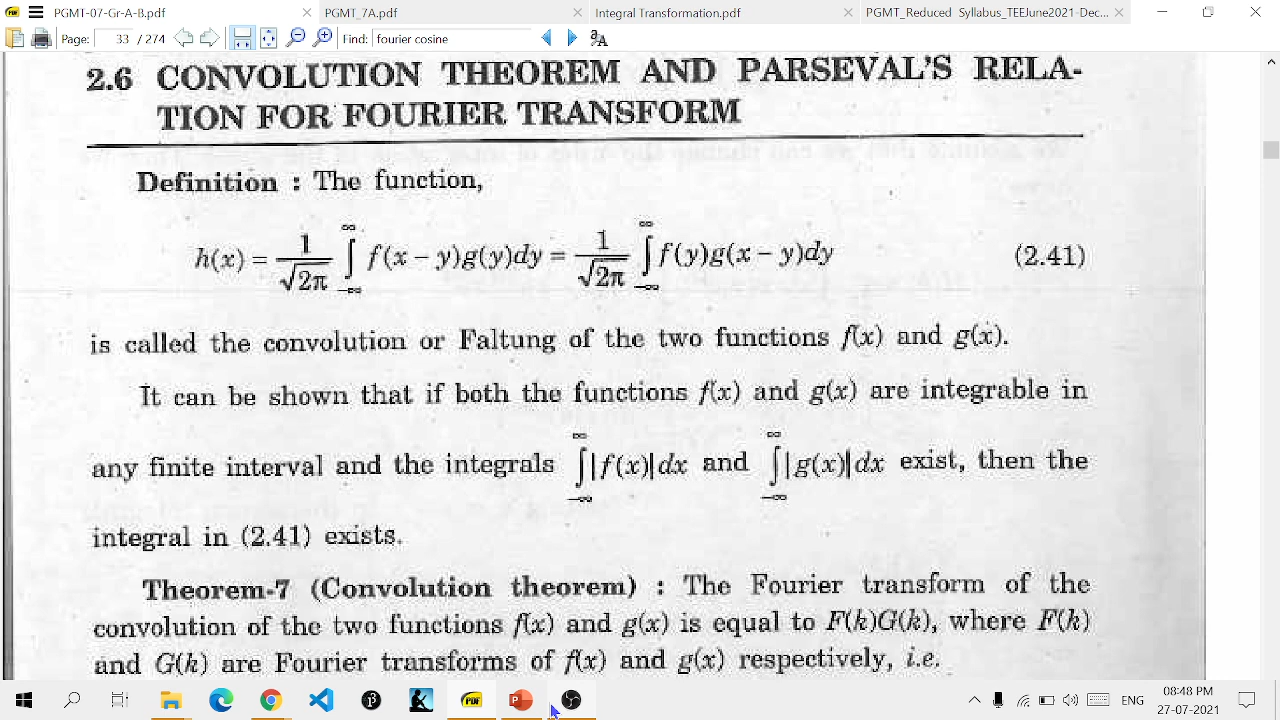 PGMT-07-Gr-A-B.pdf
PGMT_7A.pdf
Integral Transformation.pdf
PGMT_Reduced_Syllabus_TEEJune2021-Dec...
Page: 33 / 274
Find: fourier cosine
2.6 CONVOLUTION THEOREM AND PARSEVAL'S RELA-
TION FOR FOURIER TRANSFORM
Definition : The function,
h(x) = 1/√2π ∫_{-∞}^{∞} f(x – y)g(y)dy = 1/√2π ∫_{-∞}^{∞} f(y)g(x – y)dy (2.41)
is called the convolution or Faltung of the two functions f(x) and g(x).
It can be shown that if both the functions f(x) and g(x) are integrable in
any finite interval and the integrals ∫_{-∞}^{∞} |f(x)|dx and ∫_{-∞}^{∞} |g(x)|dx exist, then the
integral in (2.41) exists.
Theorem-7 (Convolution theorem) : The Fourier transform of the
convolution of the two functions f(x) and g(x) is equal to F(k)G(k), where F(k)
and G(k) are Fourier transforms of f(x) and g(x) respectively, i.e.
ENG
08:48 PM
27-07-2021